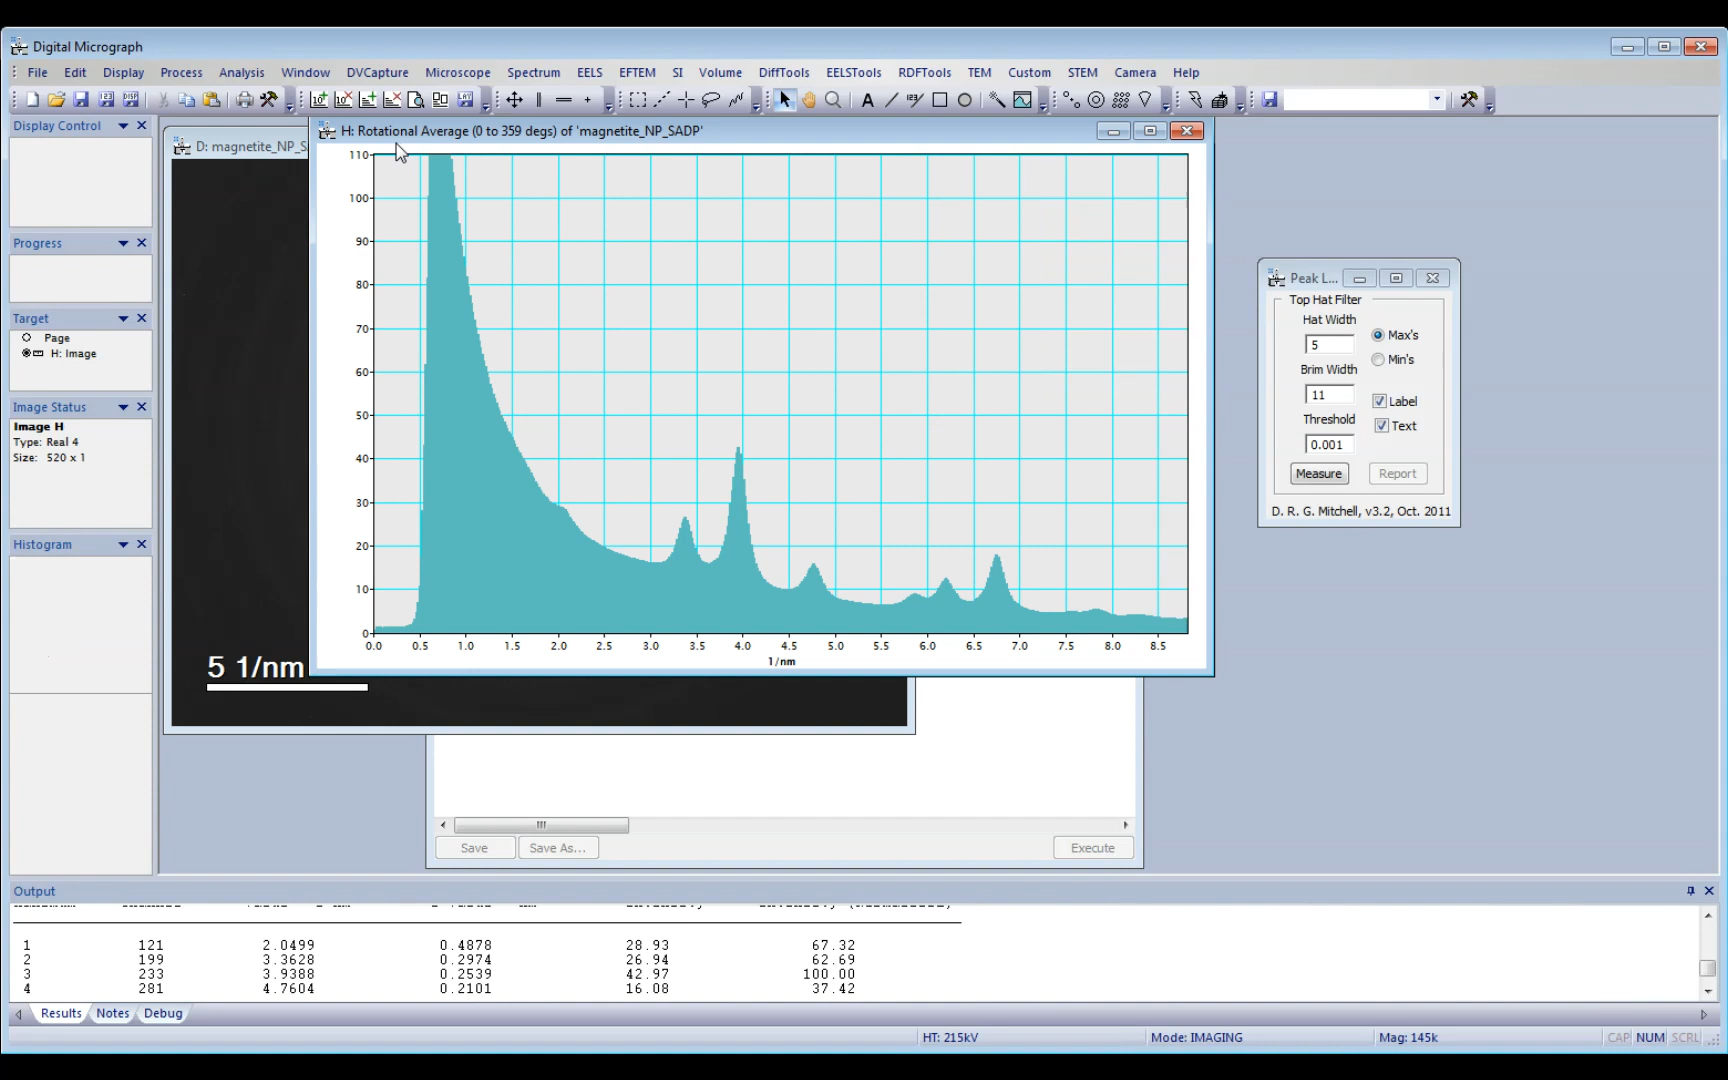 Digital Micrograph
File Edit Display Process Analysis Window DVCapture Microscope Spectrum EELS EFTEM SI Volume DiffTools EELSTools RDFTools TEM Custom STEM Camera Help
Display Control
Progress
Target
Page
H: Image
Image Status
Image H
Type: Real 4
Size: 520 x 1
Histogram
D: magnetite_NP_S
5 1/nm
H: Rotational Average (0 to 359 degs) of 'magnetite_NP_SADP'
110
100
90
80
70
60
50
40
30
20
10
0
0.0 0.5 1.0 1.5 2.0 2.5 3.0 3.5 4.0 4.5 5.0 5.5 6.0 6.5 7.0 7.5 8.0 8.5
1/nm
Peak L...
Top Hat Filter
Hat Width
5
Max's
Min's
Brim Width
11
Label
Threshold
Text
0.001
Measure Report
D. R. G. Mitchell, v3.2, Oct. 2011
Save Save As... Execute
Output
1 121 2.0499 0.4878 28.93 67.32
2 199 3.3628 0.2974 26.94 62.69
3 233 3.9388 0.2539 42.97 100.00
4 281 4.7604 0.2101 16.08 37.42
Results Notes Debug
HT: 215kV Mode: IMAGING Mag: 145k CAP NUM SCRL